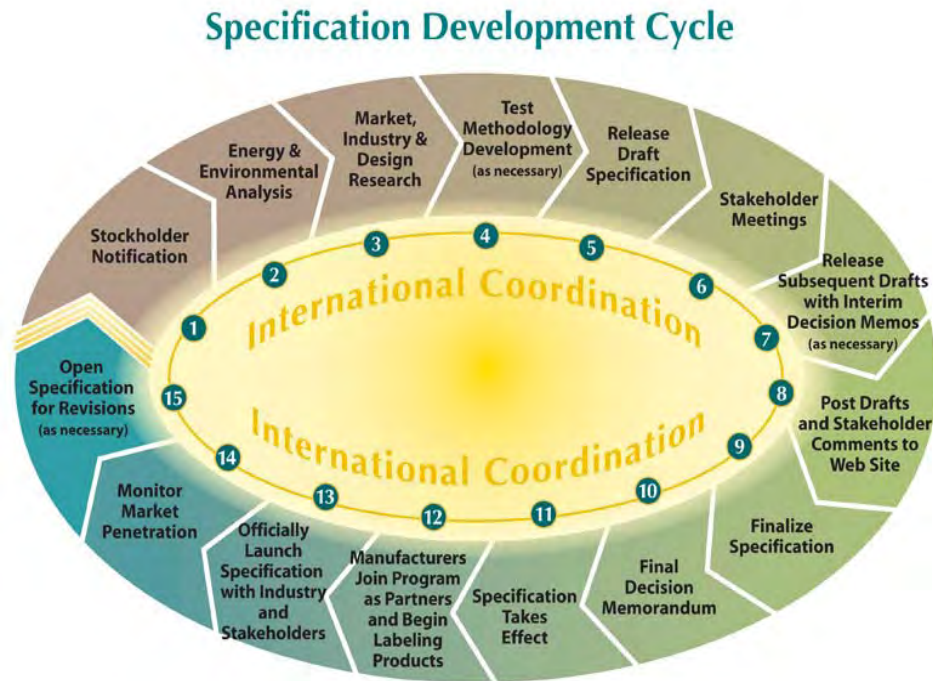 Specification Development Cycle
Stockholder
Notification
Energy &
Environmental
Analysis
Market,
Industry &
Design
Research
Test
Methodology
Development
(as necessary)
Release
Draft
Specification
Stakeholder
Meetings
Release
Subsequent Drafts
with Interim
Decision Memos
(as necessary)
Post Drafts
and Stakeholder
Comments to
Web Site
Finalize
Specification
Final
Decision
Memorandum
Specification
Takes
Effect
Manufacturers
Join Program
as Partners
and Begin
Labeling
Products
Officially
Launch
Specification
with Industry
and
Stakeholders
Monitor
Market
Penetration
Open
Specification
for Revisions
(as necessary)
1
2
3
4
5
6
7
8
9
10
11
12
13
14
15
International Coordination
International Coordination